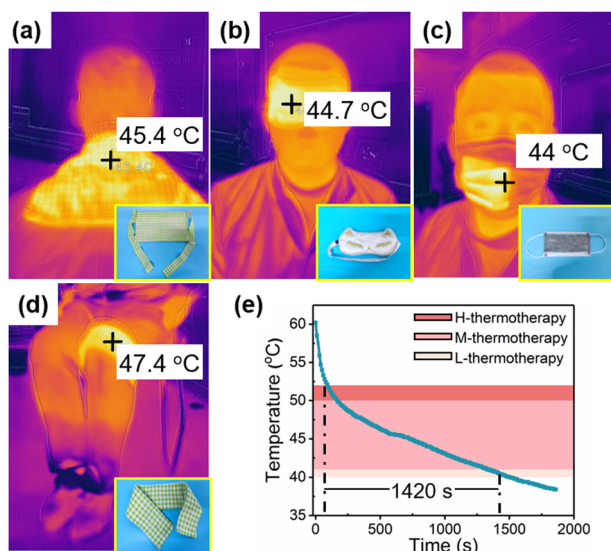 (a)
45.4 °C
(b)
44.7 °C
(c)
44 °C
(d)
47.4 °C
(e)
Temperature (°C)
60
55
50
45
40
35
H-thermotherapy
M-thermotherapy
L-thermotherapy
1420 s
0 500 1000 1500 2000
Time (s)